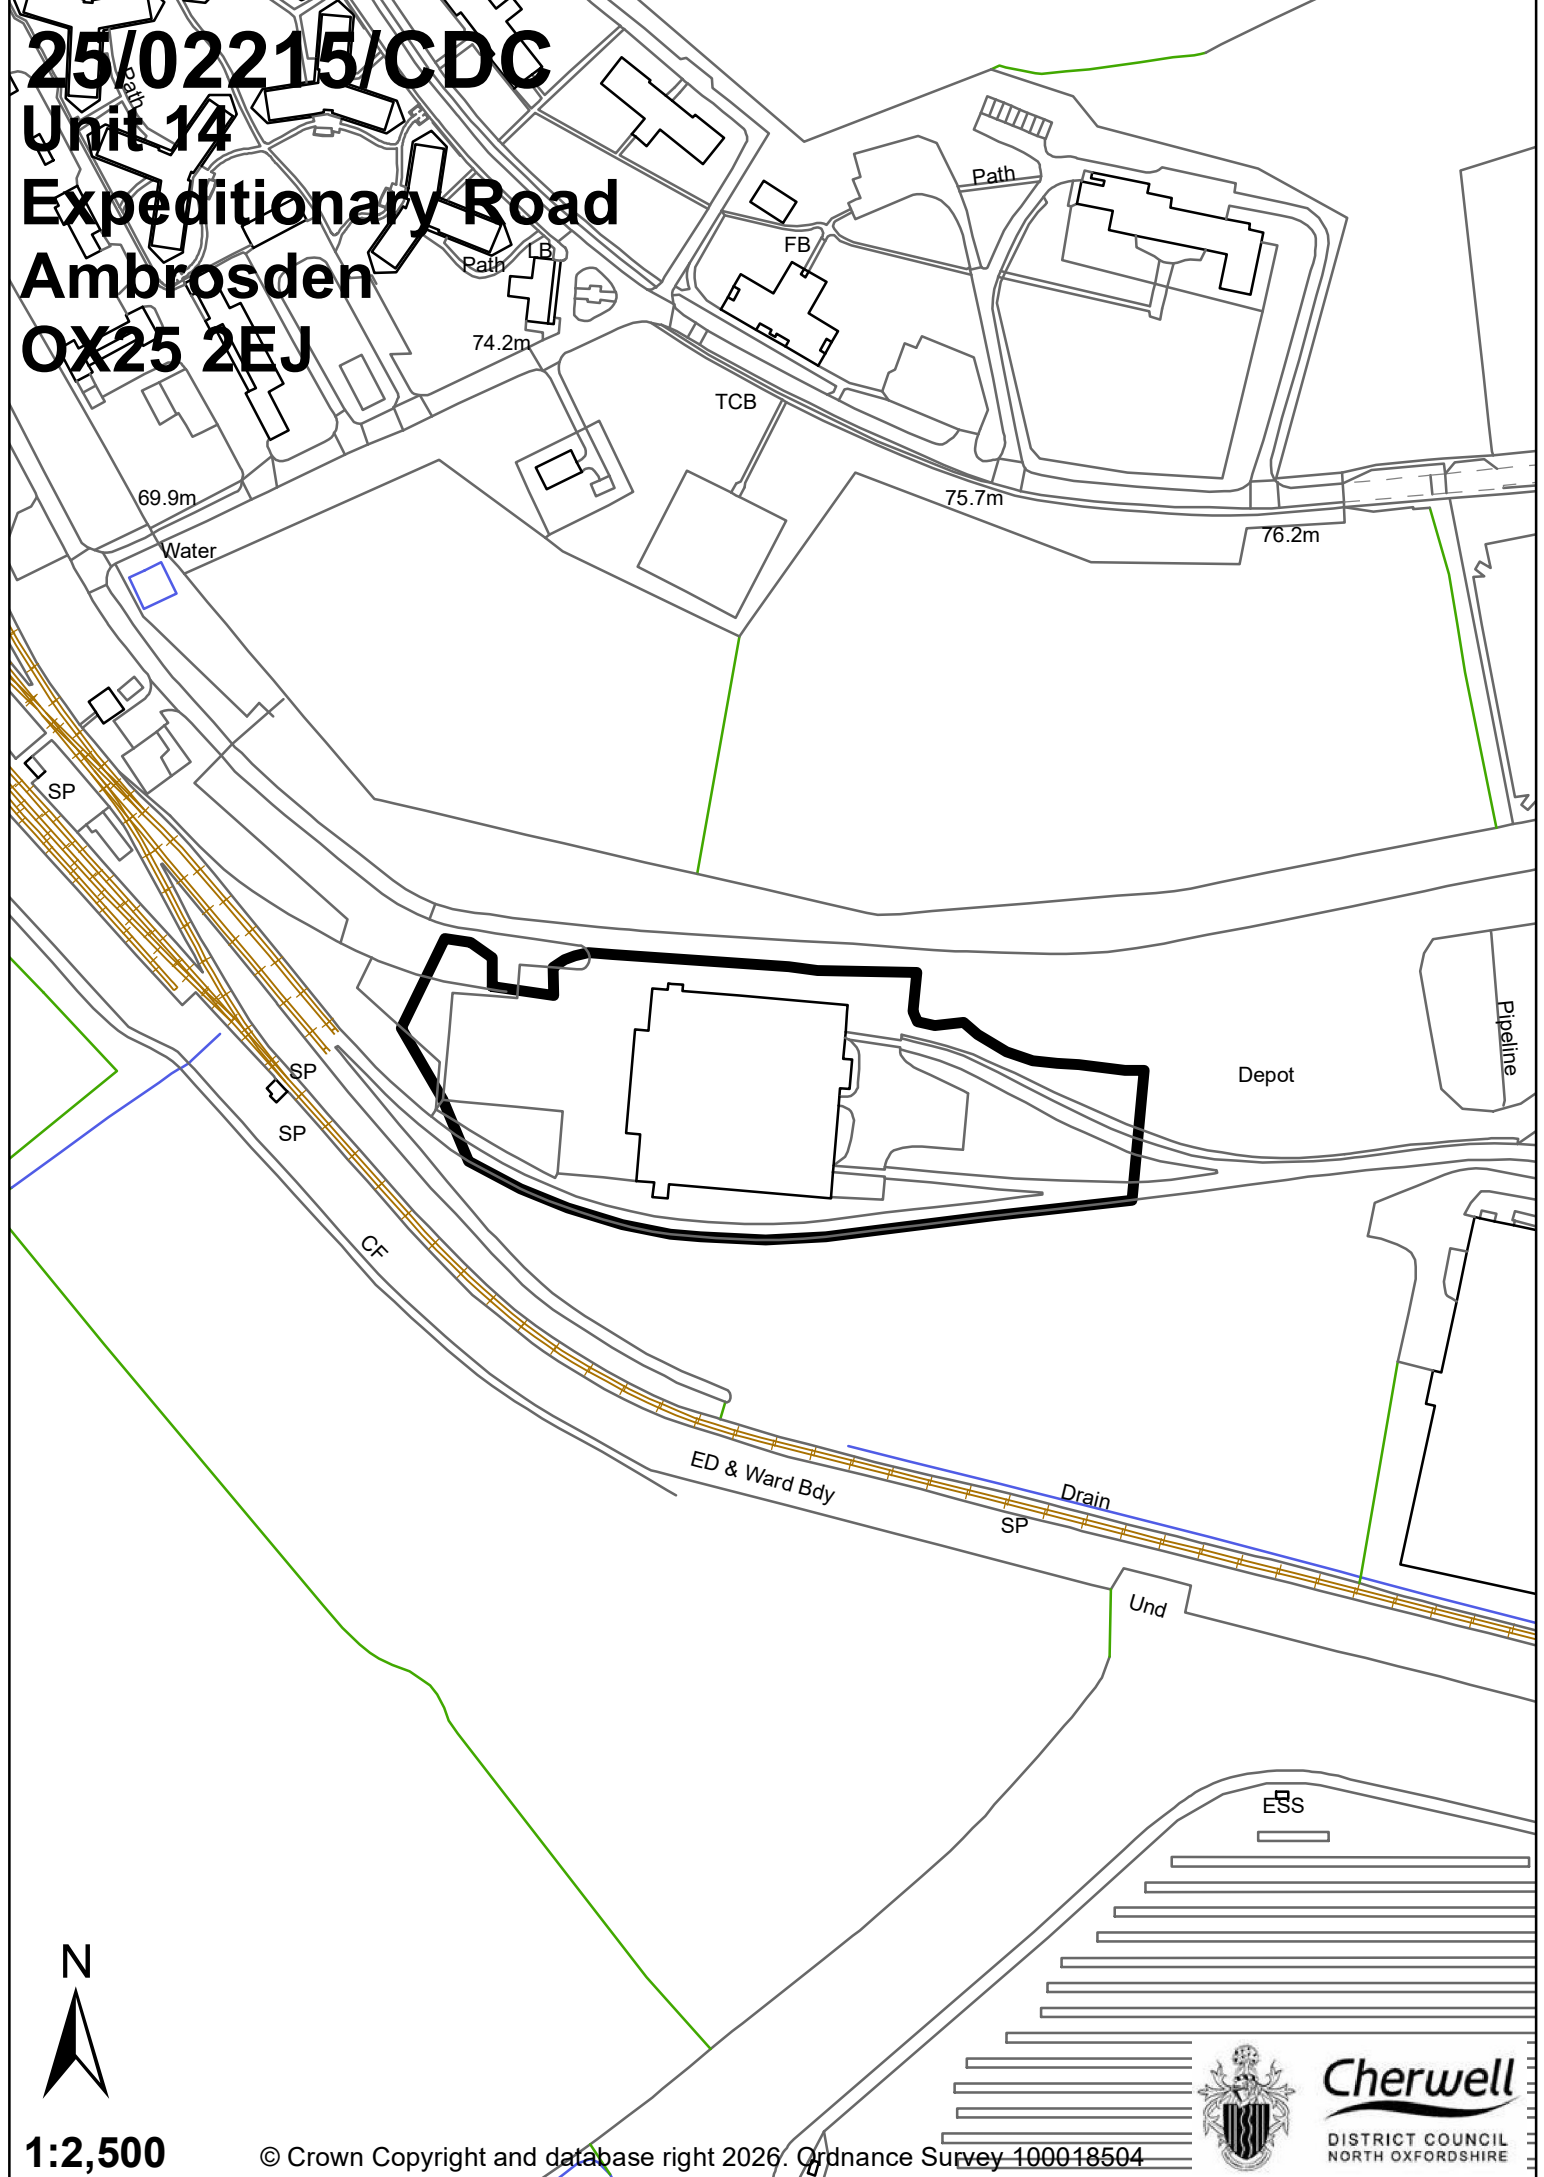 25/02215/CDC
Unit 14
Expeditionary Road
Ambrosden
OX25 2EJ
Path
Path
Path
LB
FB
74.2m
TCB
69.9m
75.7m
76.2m
Water
SP
SP
SP
Depot
Pipeline
CF
ED & Ward Bdy
Drain
SP
Und
ESS
N
1:2,500
© Crown Copyright and database right 2026. Ordnance Survey 100018504
Cherwell
DISTRICT COUNCIL
NORTH OXFORDSHIRE